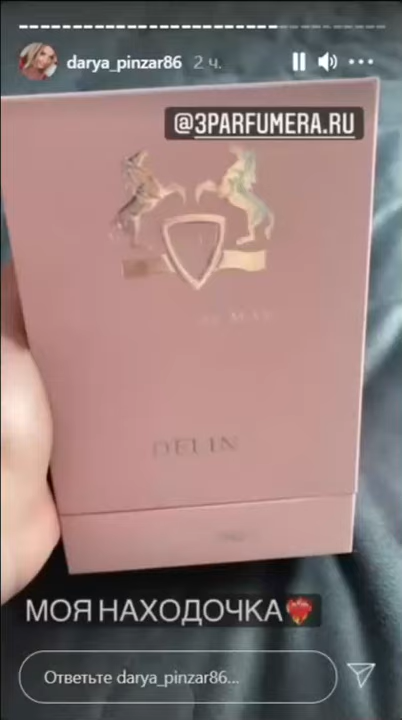 darya_pinzar86 2 ч.
@3PARFUMERA.RU
DELIN
МОЯ НАХОДОЧКА❤️‍🔥
Ответьте darya_pinzar86...